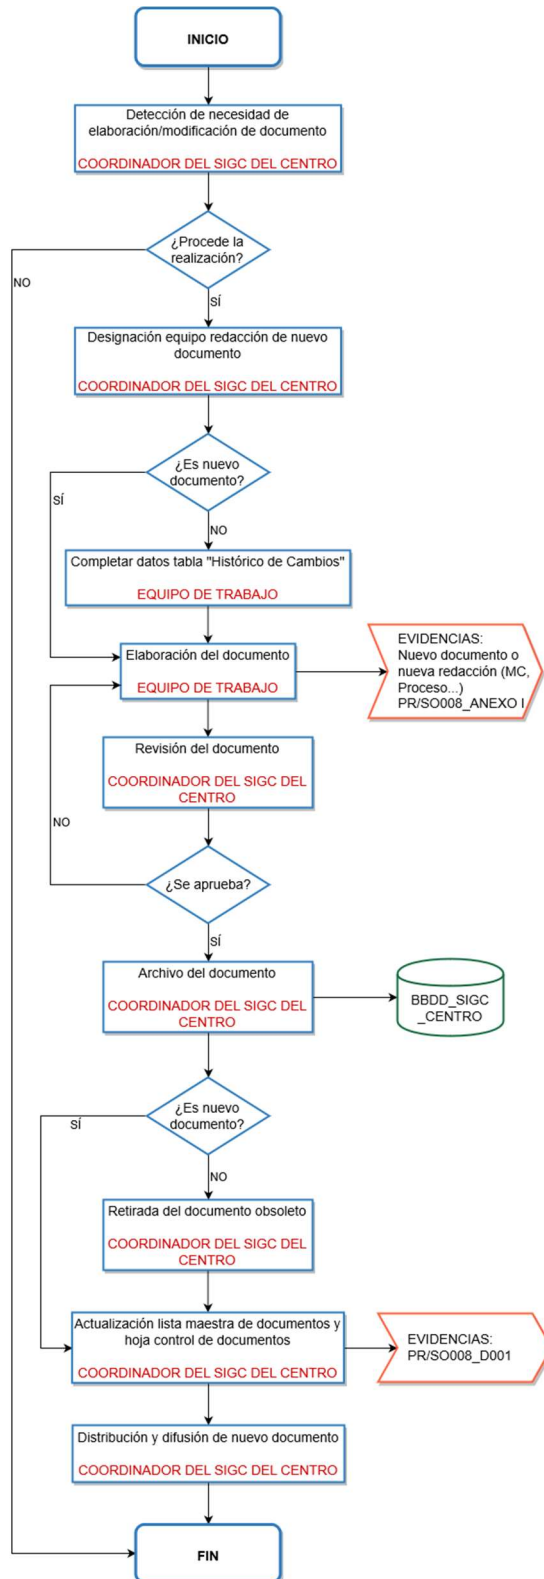 INICIO
Detección de necesidad de
elaboración/modificación de documento
COORDINADOR DEL SIGC DEL CENTRO
¿Procede la
realización?
NO
SÍ
Designación equipo redacción de nuevo
documento
COORDINADOR DEL SIGC DEL CENTRO
¿Es nuevo
documento?
SÍ
NO
Completar datos tabla "Histórico de Cambios"
EQUIPO DE TRABAJO
Elaboración del documento
EQUIPO DE TRABAJO
EVIDENCIAS:
Nuevo documento o
nueva redacción (MC,
Proceso...)
PR/SO008_ANEXO I
Revisión del documento
COORDINADOR DEL SIGC DEL
CENTRO
NO
¿Se aprueba?
SÍ
Archivo del documento
COORDINADOR DEL SIGC DEL
CENTRO
BBDD_SIGC
_CENTRO
¿Es nuevo
documento?
SÍ
NO
Retirada del documento obsoleto
COORDINADOR DEL SIGC DEL
CENTRO
Actualización lista maestra de documentos y
hoja control de documentos
COORDINADOR DEL SIGC DEL CENTRO
EVIDENCIAS:
PR/SO008_D001
Distribución y difusión de nuevo documento
COORDINADOR DEL SIGC DEL CENTRO
FIN